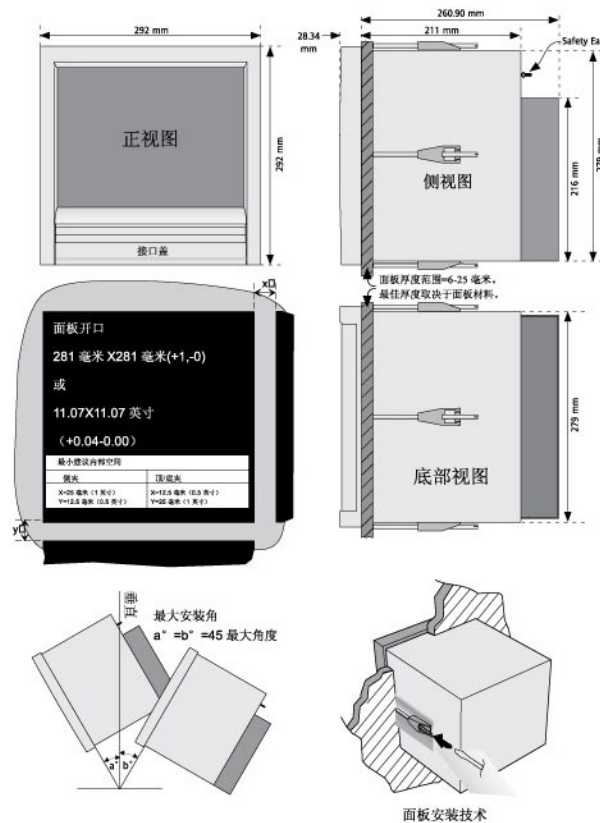 292 mm
292 mm
正视图
接口盖
260.90 mm
28.34
mm
211 mm
Safety Ea
侧视图
216 mm
279 mm
面板厚度范围=6-25 毫米。
最佳厚度取决于面板材料。
x
面板开口
281 毫米 X281 毫米(+1,-0)
或
11.07X11.07 英寸
（+0.04-0.00）
最小建议内部空间
侧夹
顶/底夹
X=25 毫米（1 英寸）
X=12.5 毫米（0.5 英寸）
Y=12.5 毫米（0.5 英寸）
Y=25 毫米（1 英寸）
y
底部视图
279 mm
垂直
最大安装角
a° =b° =45 最大角度
a°
b°
面板安装技术